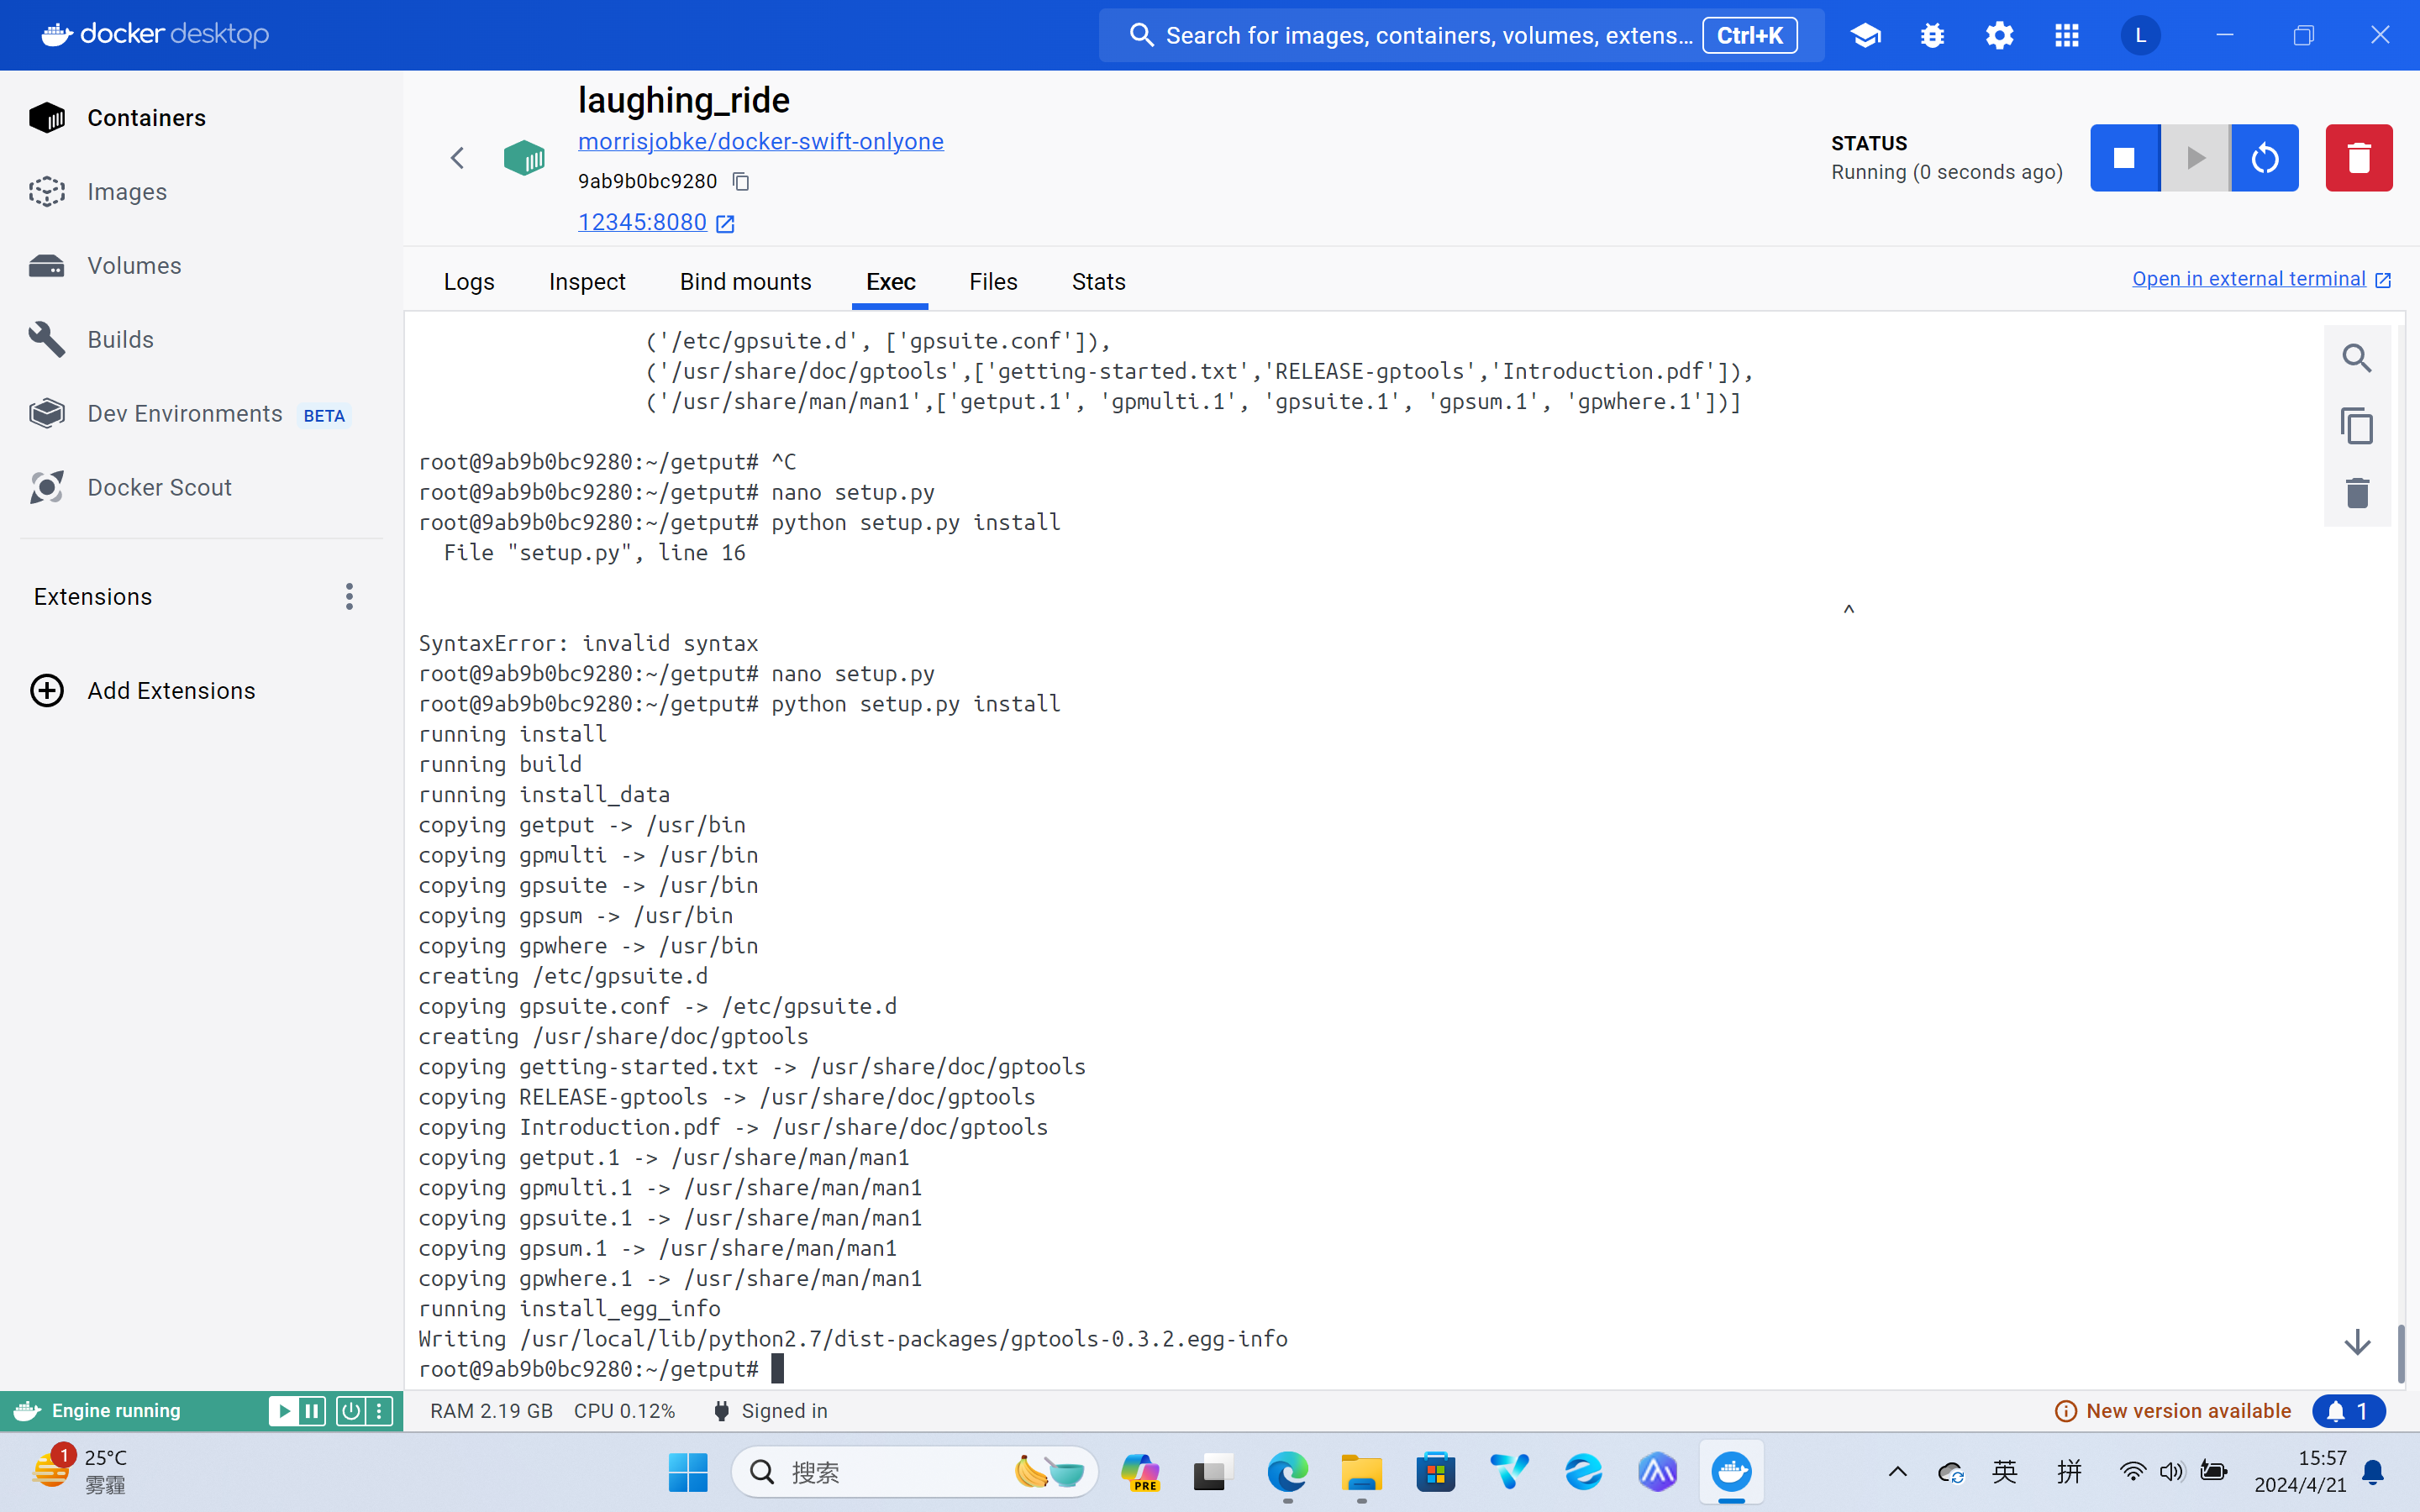 docker desktop
Search for images, containers, volumes, extens... Ctrl+K
L
Containers
Images
Volumes
Builds
Dev Environments BETA
Docker Scout
Extensions
Add Extensions
laughing_ride
morrisjobke/docker-swift-onlyone
9ab9b0bc9280
12345:8080
STATUS
Running (0 seconds ago)
Logs Inspect Bind mounts Exec Files Stats
Open in external terminal
('/etc/gpsuite.d', ['gpsuite.conf']),
('/usr/share/doc/gptools',['getting-started.txt','RELEASE-gptools','Introduction.pdf']),
('/usr/share/man/man1',['getput.1', 'gpmulti.1', 'gpsuite.1', 'gpsum.1', 'gpwhere.1'])]
root@9ab9b0bc9280:~/getput# ^C
root@9ab9b0bc9280:~/getput# nano setup.py
root@9ab9b0bc9280:~/getput# python setup.py install
File "setup.py", line 16
^
SyntaxError: invalid syntax
root@9ab9b0bc9280:~/getput# nano setup.py
root@9ab9b0bc9280:~/getput# python setup.py install
running install
running build
running install_data
copying getput -> /usr/bin
copying gpmulti -> /usr/bin
copying gpsuite -> /usr/bin
copying gpsum -> /usr/bin
copying gpwhere -> /usr/bin
creating /etc/gpsuite.d
copying gpsuite.conf -> /etc/gpsuite.d
creating /usr/share/doc/gptools
copying getting-started.txt -> /usr/share/doc/gptools
copying RELEASE-gptools -> /usr/share/doc/gptools
copying Introduction.pdf -> /usr/share/doc/gptools
copying getput.1 -> /usr/share/man/man1
copying gpmulti.1 -> /usr/share/man/man1
copying gpsuite.1 -> /usr/share/man/man1
copying gpsum.1 -> /usr/share/man/man1
copying gpwhere.1 -> /usr/share/man/man1
running install_egg_info
Writing /usr/local/lib/python2.7/dist-packages/gptools-0.3.2.egg-info
root@9ab9b0bc9280:~/getput#
Engine running
RAM 2.19 GB CPU 0.12% Signed in
New version available
1
1
25°C
雾霾
搜索
PRE
英
拼
15:57
2024/4/21